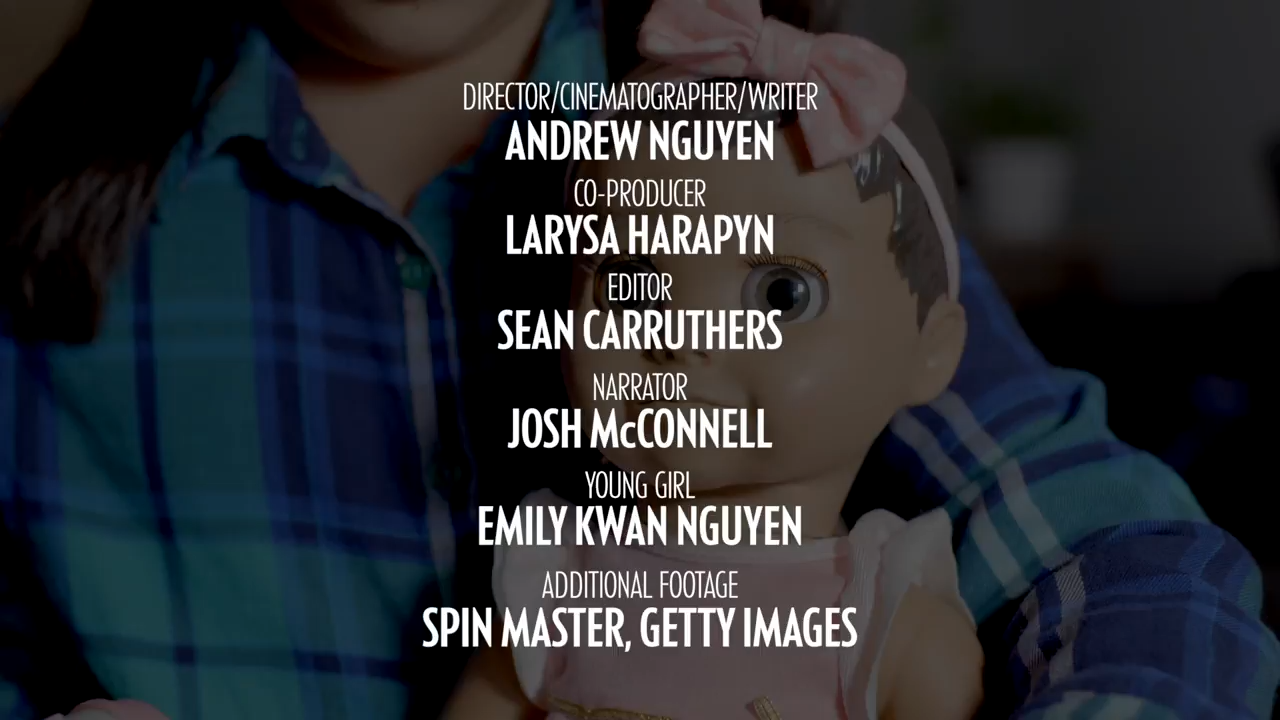 DIRECTOR/CINEMATOGRAPHER/WRITER
ANDREW NGUYEN
CO-PRODUCER
LARYSA HARAPYN
EDITOR
SEAN CARRUTHERS
NARRATOR
JOSH McCONNELL
YOUNG GIRL
EMILY KWAN NGUYEN
ADDITIONAL FOOTAGE
SPIN MASTER, GETTY IMAGES